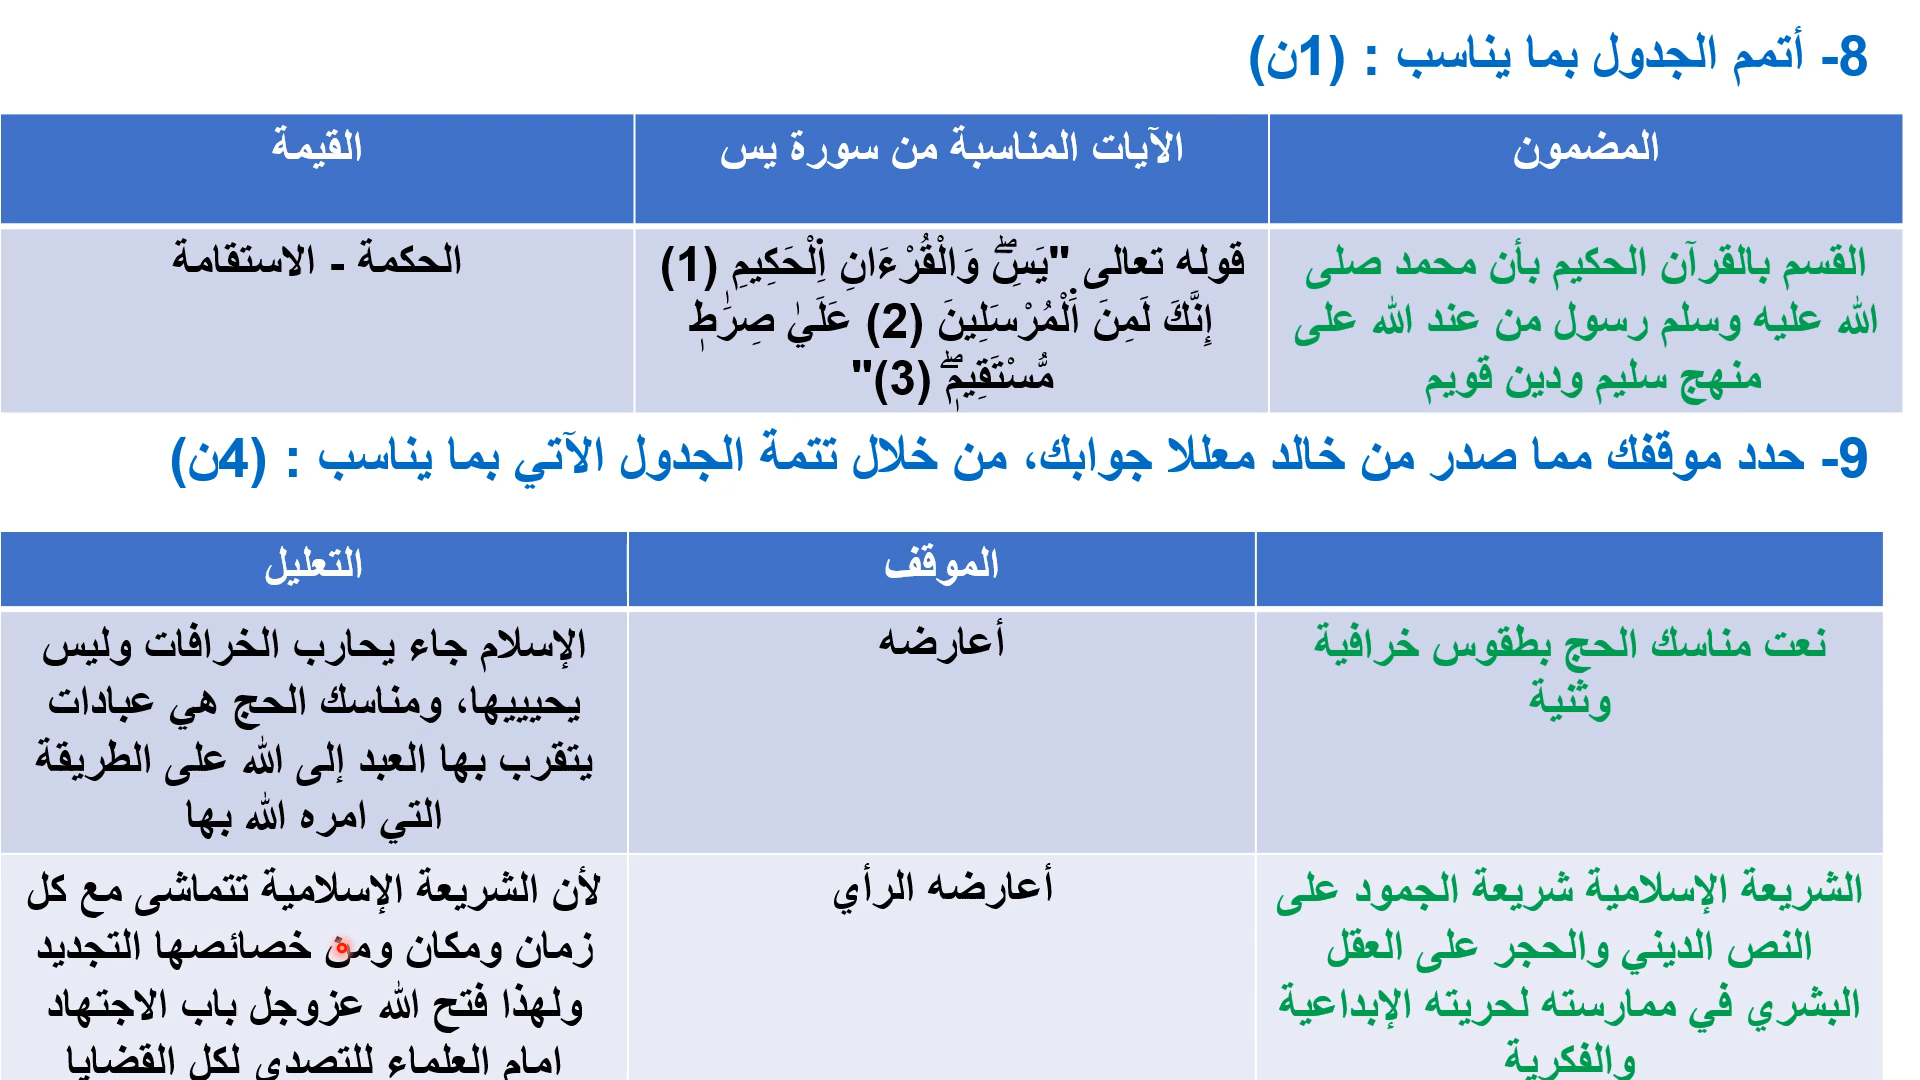 8- أتمم الجدول بما يناسب : (1ن)
المضمون
الآيات المناسبة من سورة يس
القيمة
القسم بالقرآن الحكيم بأن محمد صلى
الله عليه وسلم رسول من عند الله على
منهج سليم ودين قويم
قوله تعالى "يَسِٓۖ وَالْقُرْءَانِ اِ۬لْحَكِيمِ (1)
إِنَّكَ لَمِنَ اَ۬لْمُرْسَلِينَ (2) عَلَيٰ صِرَٰطٖ
مُّسْتَقِيمٖۖ (3)"
الحكمة - الاستقامة
9- حدد موقفك مما صدر من خالد معللا جوابك، من خلال تتمة الجدول الآتي بما يناسب : (4ن)
الموقف
التعليل
نعت مناسك الحج بطقوس خرافية
وثنية
أعارضه
الإسلام جاء يحارب الخرافات وليس
يحيييها، ومناسك الحج هي عبادات
يتقرب بها العبد إلى الله على الطريقة
التي امره الله بها
الشريعة الإسلامية شريعة الجمود على
النص الديني والحجر على العقل
البشري في ممارسته لحريته الإبداعية
والفكرية
أعارضه الرأي
لأن الشريعة الإسلامية تتماشى مع كل
زمان ومكان ومن خصائصها التجديد
ولهذا فتح الله عزوجل باب الاجتهاد
امام العلماء للتصدي لكل القضايا